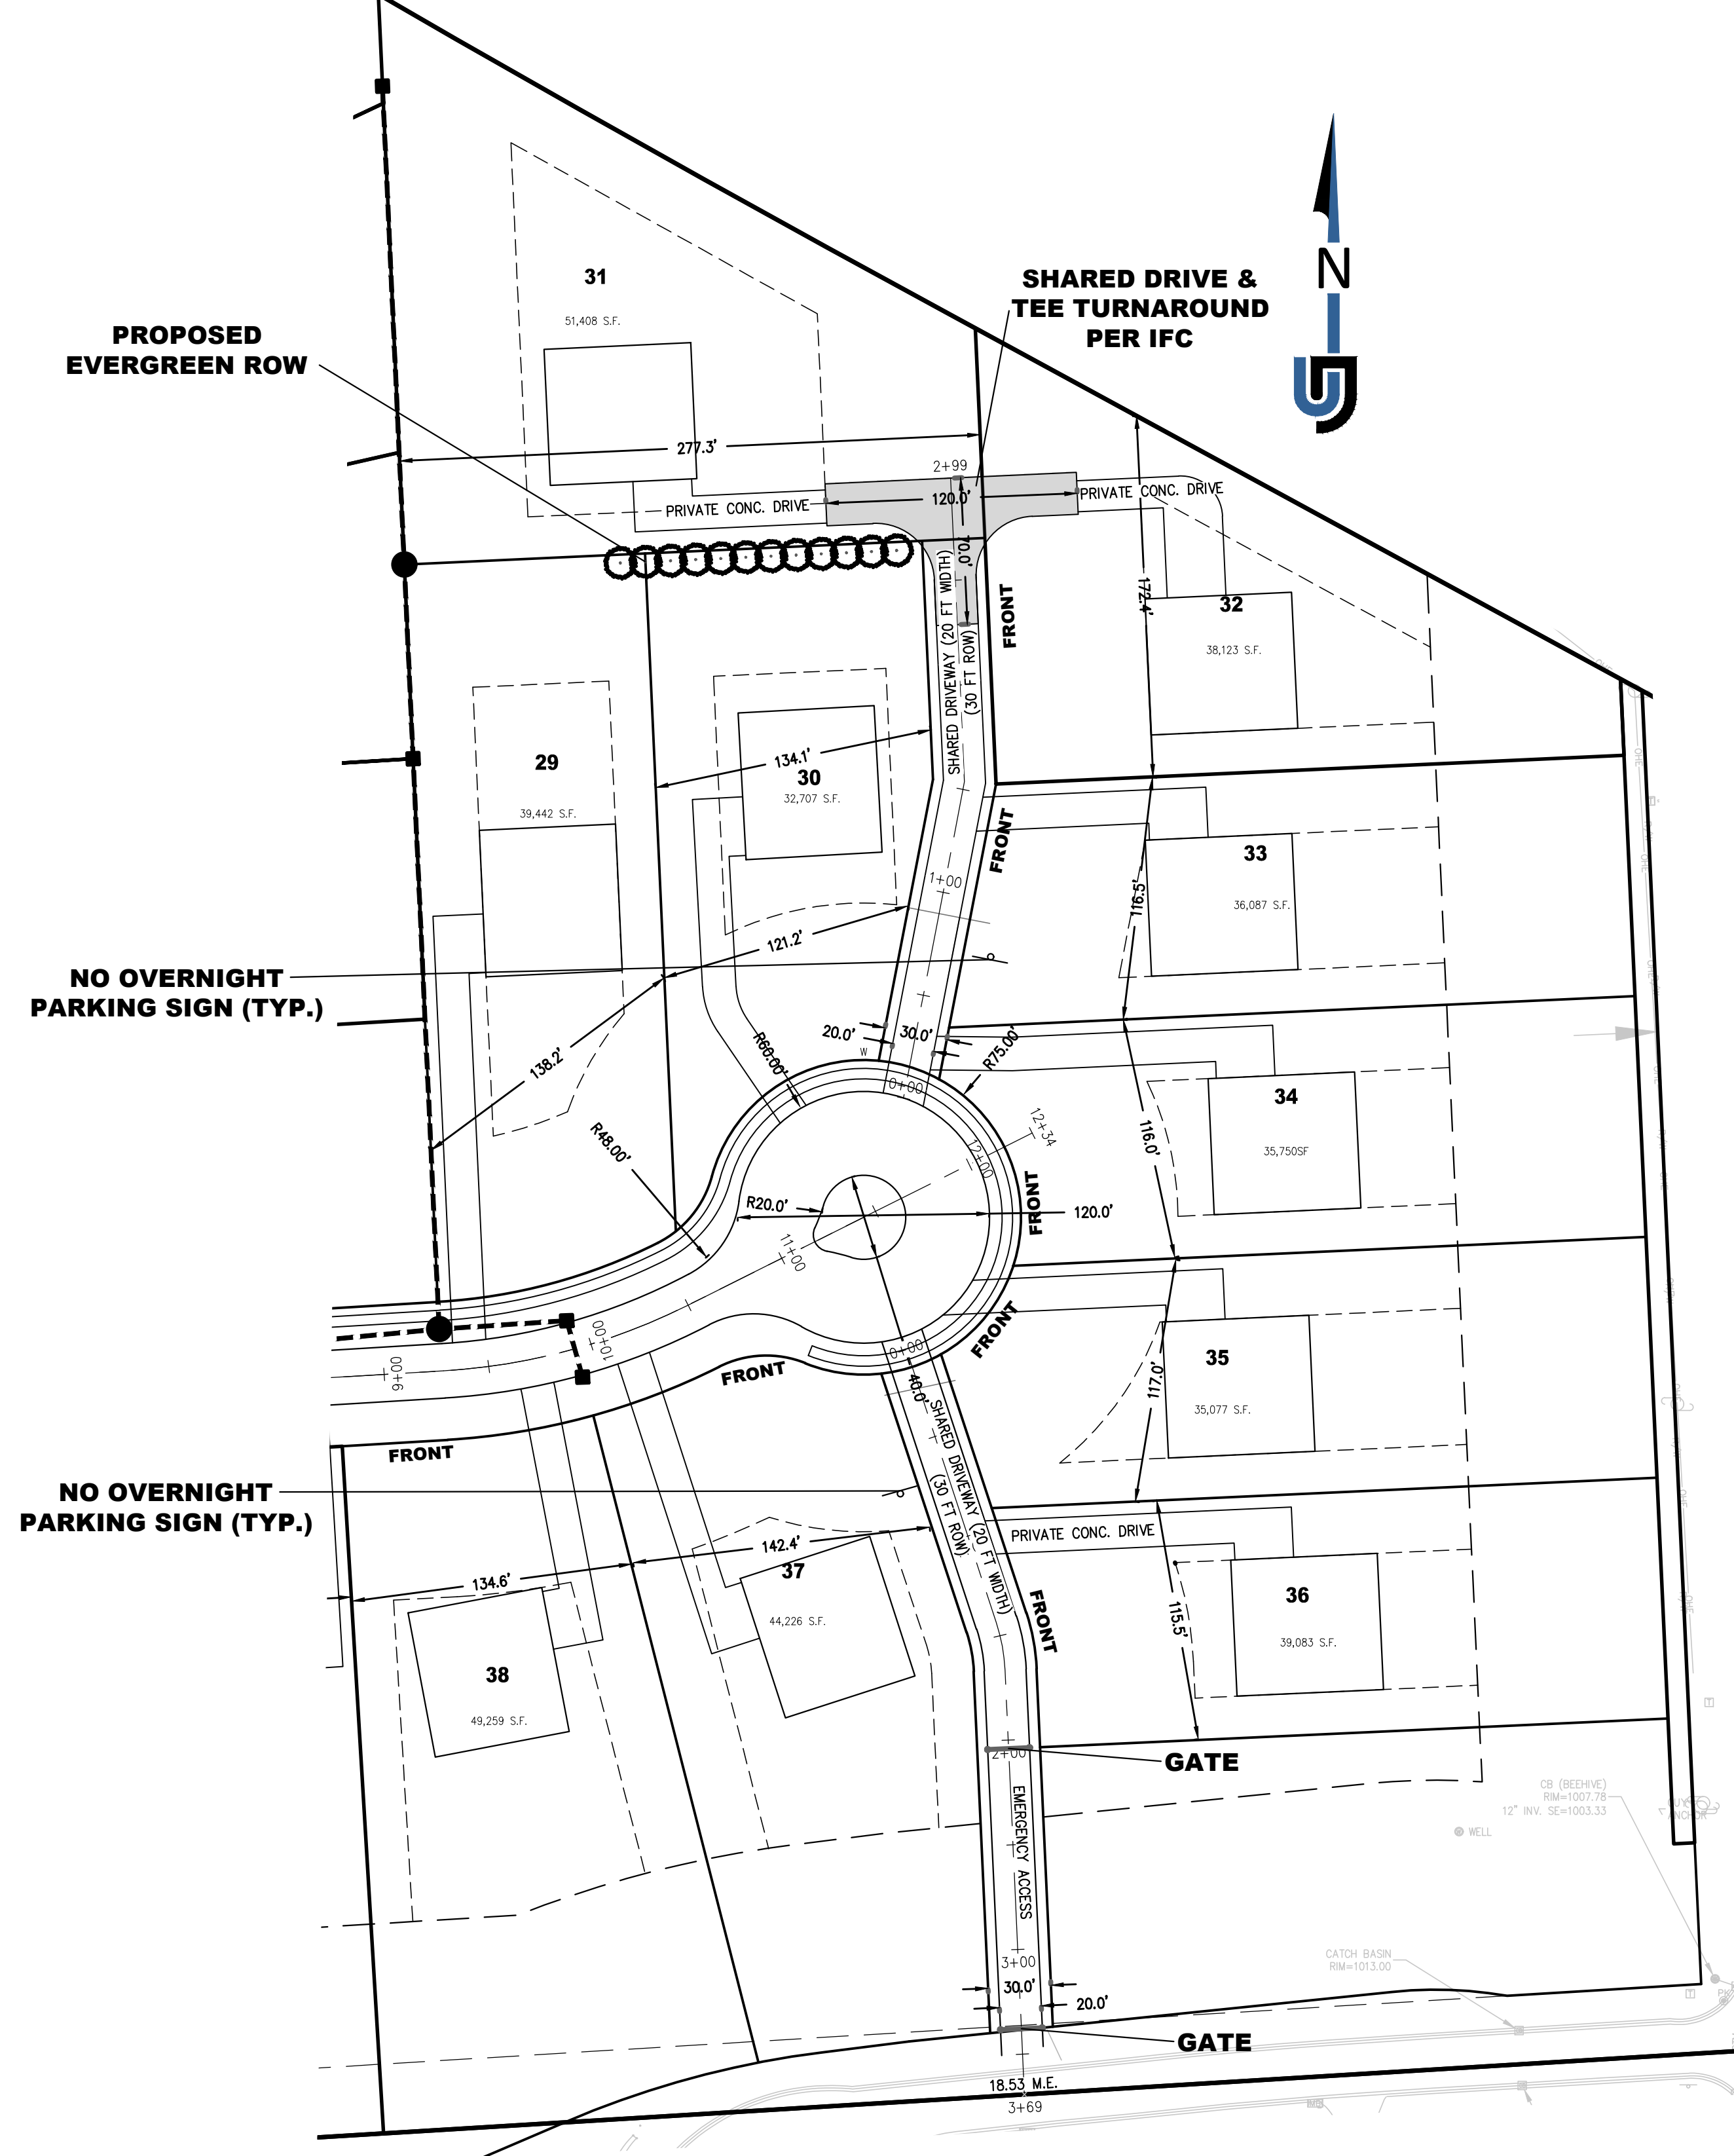 31
51,408 S.F.
SHARED DRIVE &
TEE TURNAROUND
PER IFC
N
PROPOSED
EVERGREEN ROW
277.3'
2+99
PRIVATE CONC. DRIVE
120.0'
PRIVATE CONC. DRIVE
70.0'
172.4'
32
38,123 S.F.
FRONT
SHARED DRIVEWAY (20 FT WIDTH)
(30 FT ROW)
29
39,442 S.F.
134.1'
30
32,707 S.F.
FRONT
33
36,087 S.F.
1+00
116.5'
121.2'
NO OVERNIGHT
PARKING SIGN (TYP.)
138.2'
20.0'
30.0'
W
R60.00'
R75.00'
0+00
34
35,750SF
116.0'
12+34
12+00
R48.00'
R20.0'
FRONT
120.0'
11+00
10+00
9+00
FRONT
FRONT
0+00
40.0'
35
35,077 S.F.
117.0'
FRONT
NO OVERNIGHT
PARKING SIGN (TYP.)
SHARED DRIVEWAY (20 FT WIDTH)
(30 FT ROW)
PRIVATE CONC. DRIVE
142.4'
37
44,226 S.F.
134.6'
FRONT
36
39,083 S.F.
115.5'
38
49,259 S.F.
2+00
GATE
EMERGENCY ACCESS
CB (BEEHIVE)
RIM=1007.78
12" INV. SE=1003.33
WELL
ANCHOR
CATCH BASIN
RIM=1013.00
3+00
30.0'
20.0'
GATE
18.53 M.E.
3+69